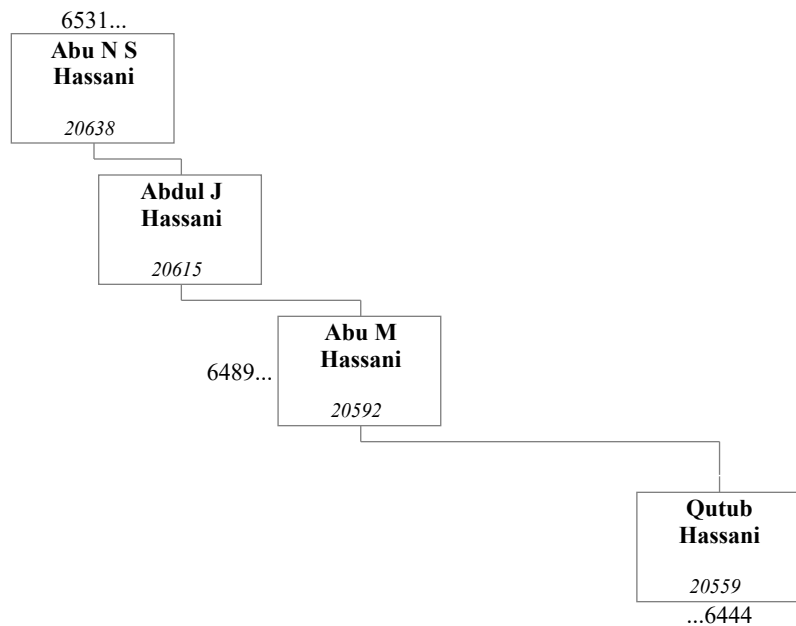 6531...
Abu N S
Hassani
20638
Abdul J
Hassani
20615
Abu M
Hassani
6489...
20592
Qutub
Hassani
20559
...6444